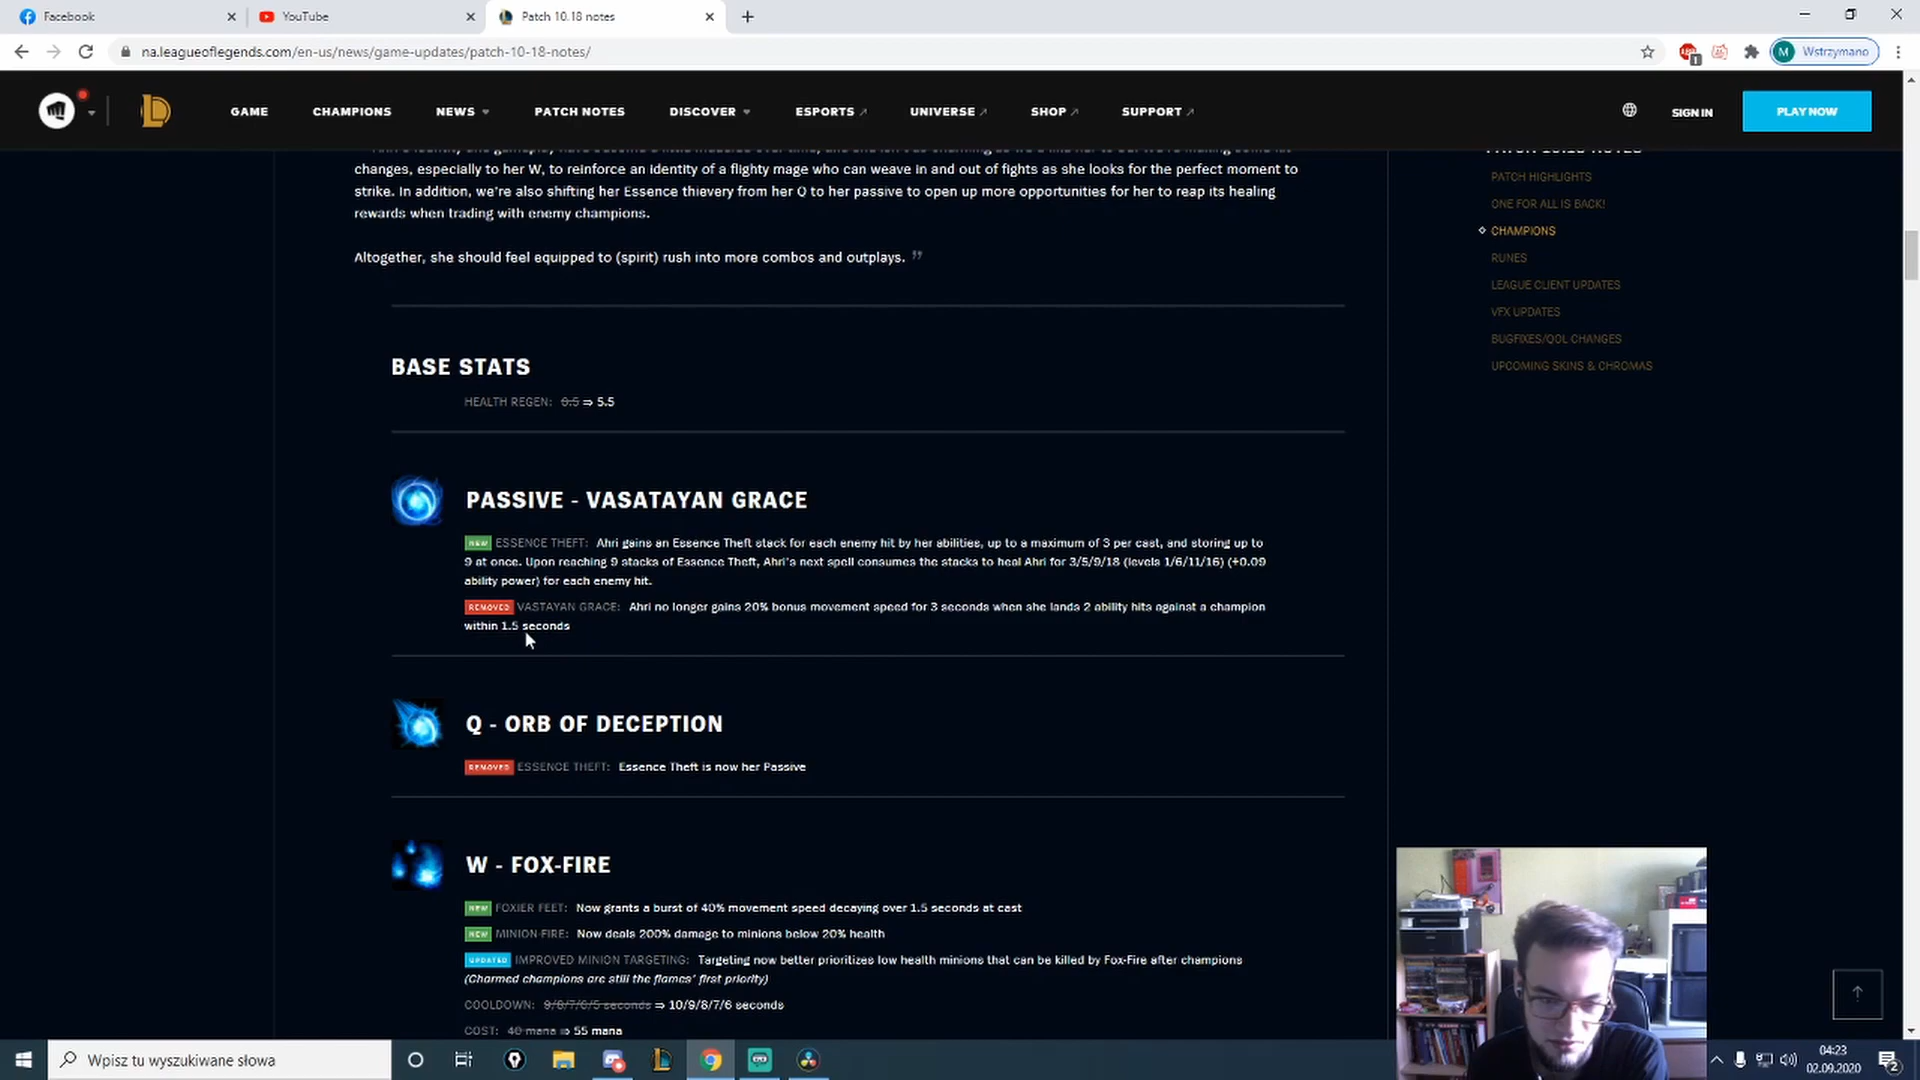 Facebook
YouTube
Patch 10.18 notes
na.leagueoflegends.com/en-us/news/game-updates/patch-10-18-notes/
1
M Wstrzymano
GAME CHAMPIONS NEWS PATCH NOTES DISCOVER ESPORTS UNIVERSE SHOP SUPPORT
SIGN IN
PLAY NOW
changes, especially to her W, to reinforce an identity of a flighty mage who can weave in and out of fights as she looks for the perfect moment to
strike. In addition, we're also shifting her Essence thievery from her Q to her passive to open up more opportunities for her to reap its healing
rewards when trading with enemy champions.
Altogether, she should feel equipped to (spirit) rush into more combos and outplays. ”
PATCH 10.18 NOTES
PATCH HIGHLIGHTS
ONE FOR ALL IS BACK!
CHAMPIONS
RUNES
LEAGUE CLIENT UPDATES
VFX UPDATES
BUGFIXES/QOL CHANGES
UPCOMING SKINS & CHROMAS
BASE STATS
HEALTH REGEN: ⇒ 5.5
PASSIVE - VASATAYAN GRACE
NEW ESSENCE THEFT: Ahri gains an Essence Theft stack for each enemy hit by her abilities, up to a maximum of 3 per cast, and storing up to
9 at once. Upon reaching 9 stacks of Essence Theft, Ahri's next spell consumes the stacks to heal Ahri for 3/5/9/18 (levels 1/6/11/16) (+0.09
ability power) for each enemy hit.
REMOVED VASTAYAN GRACE: Ahri no longer gains 20% bonus movement speed for 3 seconds when she lands 2 ability hits against a champion
within 1.5 seconds
Q - ORB OF DECEPTION
REMOVED ESSENCE THEFT: Essence Theft is now her Passive
W - FOX-FIRE
NEW FOXIER FEET: Now grants a burst of 40% movement speed decaying over 1.5 seconds at cast
NEW MINION-FIRE: Now deals 200% damage to minions below 20% health
UPDATED IMPROVED MINION TARGETING: Targeting now better prioritizes low health minions that can be killed by Fox-Fire after champions
(Charmed champions are still the flames' first priority)
COOLDOWN: 9/8/7/6/5 seconds ⇒ 10/9/8/7/6 seconds
COST: 40 mana ⇒ 55 mana
Wpisz tu wyszukiwane słowa
04:23
02.09.2020
2